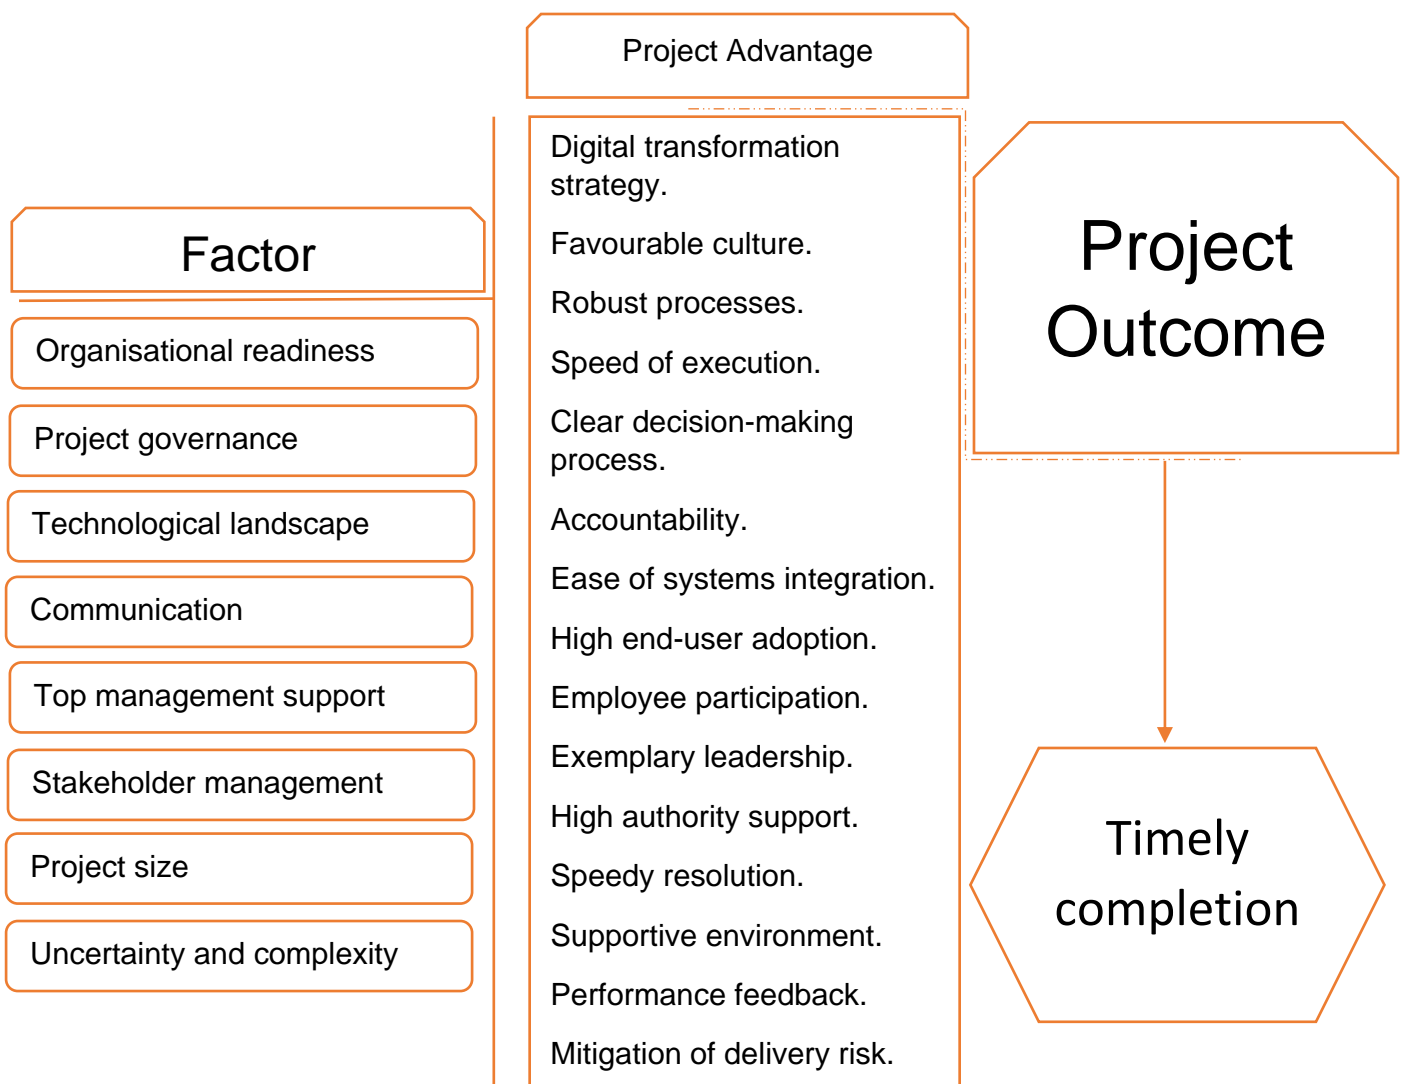 Project Advantage
Factor
Organisational readiness
Project governance
Technological landscape
Communication
Top management support
Stakeholder management
Project size
Uncertainty and complexity
Digital transformation
strategy.
Favourable culture.
Robust processes.
Speed of execution.
Clear decision-making
process.
Accountability.
Ease of systems integration.
High end-user adoption.
Employee participation.
Exemplary leadership.
High authority support.
Speedy resolution.
Supportive environment.
Performance feedback.
Mitigation of delivery risk.
Project
Outcome
Timely
completion